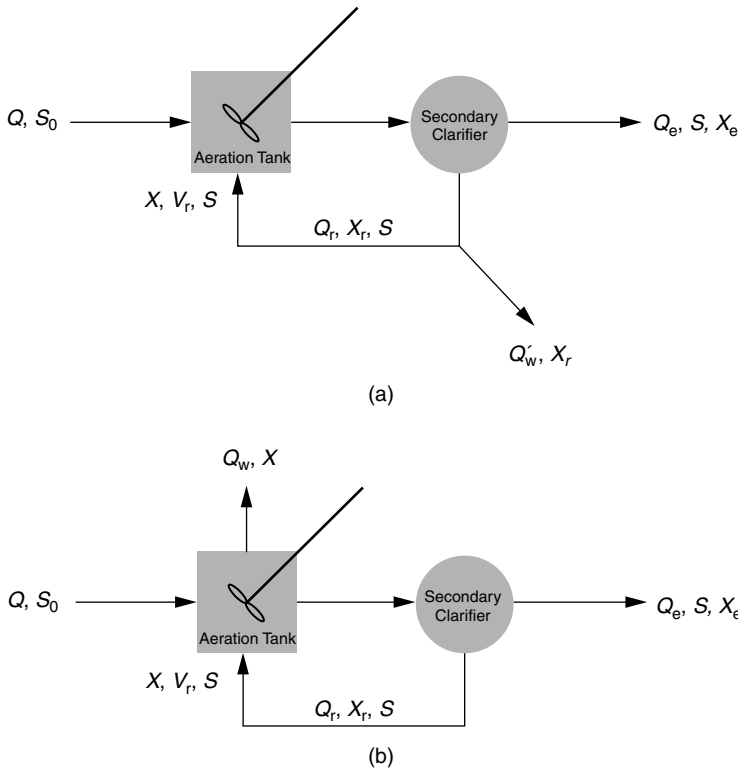 Q, S₀
Aeration Tank
Secondary
Clarifier
Qₑ, S, Xₑ
X, Vᵣ, S
Qᵣ, Xᵣ, S
Q′w, Xᵣ
(a)
Qw, X
Q, S₀
Aeration Tank
Secondary
Clarifier
Qₑ, S, Xₑ
X, Vᵣ, S
Qᵣ, Xᵣ, S
(b)